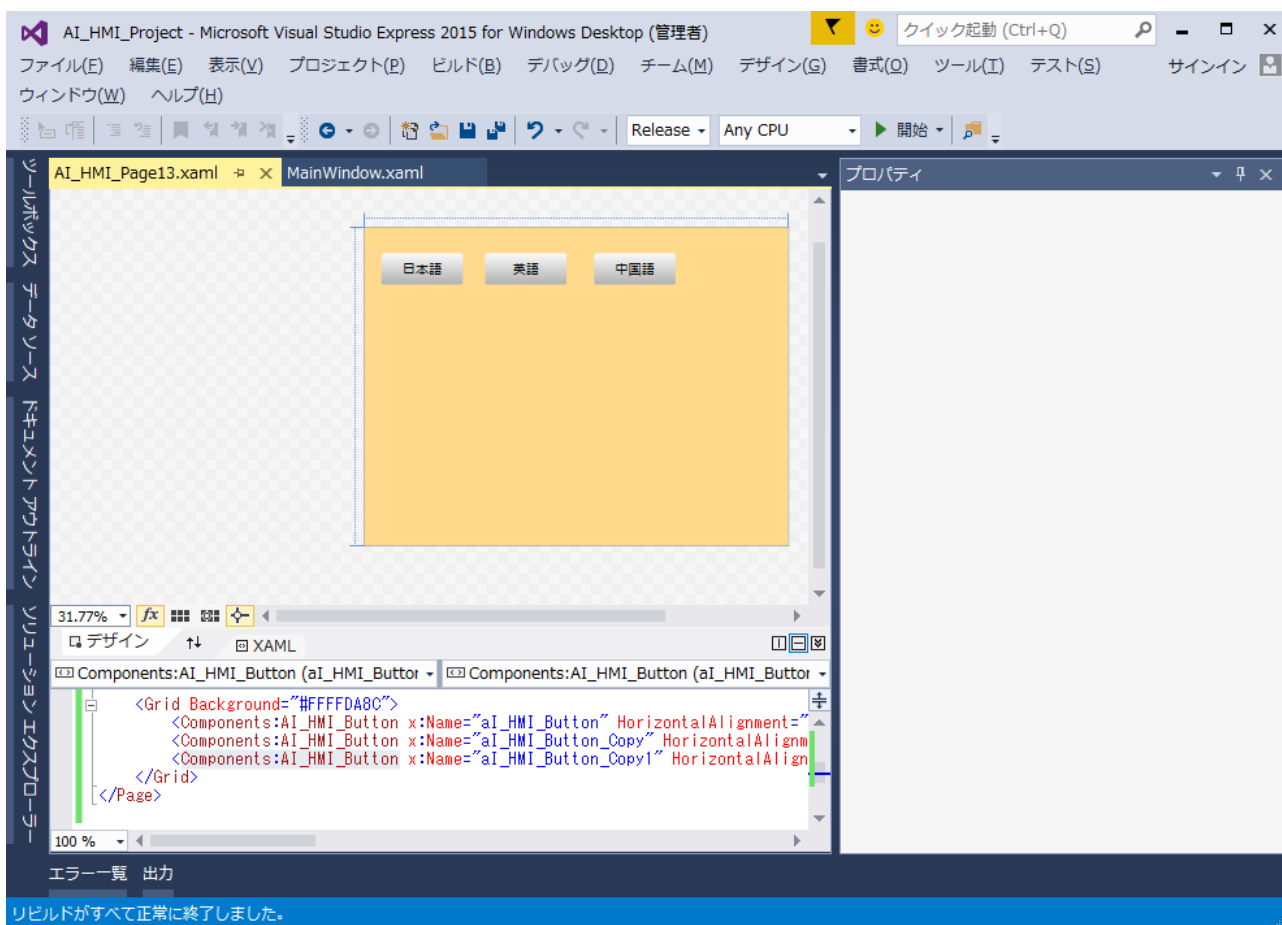 AI_HMI_Project - Microsoft Visual Studio Express 2015 for Windows Desktop (管理者)
クイック起動 (Ctrl+Q)
ファイル(F) 編集(E) 表示(V) プロジェクト(P) ビルド(B) デバッグ(D) チーム(M) デザイン(G) 書式(O) ツール(T) テスト(S) サインイン
ウィンドウ(W) ヘルプ(H)
Release Any CPU 開始
ツールボックス
データ ソース
ドキュメント アウトライン
ソリューション エクスプローラー
AI_HMI_Page13.xaml MainWindow.xaml
プロパティ
日本語 英語 中国語
31.77% fx
デザイン XAML
Components:AI_HMI_Button (aI_HMI_Button Components:AI_HMI_Button (aI_HMI_Button
<Grid Background="#FFFFDA8C">
<Components:AI_HMI_Button x:Name="aI_HMI_Button" HorizontalAlignment="
<Components:AI_HMI_Button x:Name="aI_HMI_Button_Copy" Horizontal​Alignm
<Components:AI_HMI_Button x:Name="aI_HMI_Button_Copy1" HorizontalAlign
</Grid>
</Page>
100 %
エラー一覧 出力
リビルドがすべて正常に終了しました。